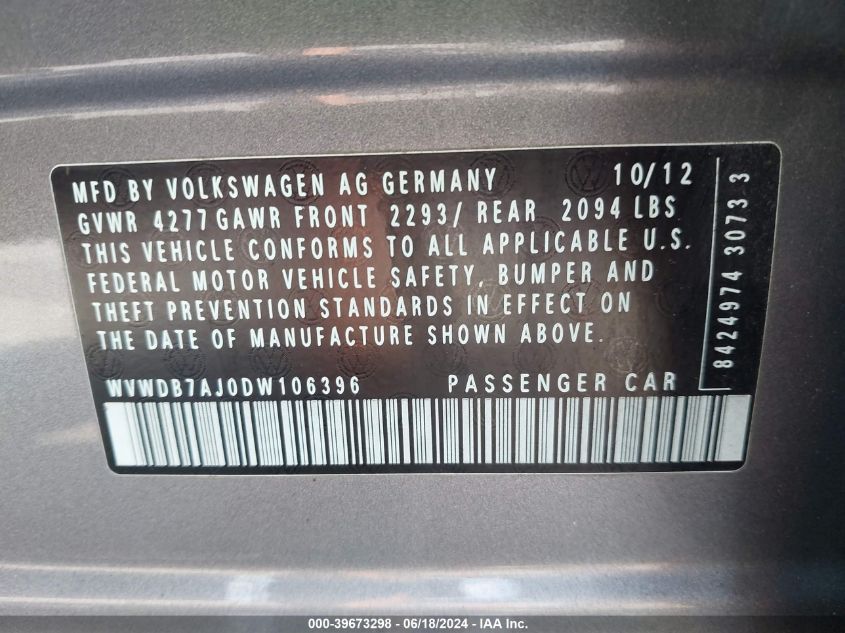 MFD BY VOLKSWAGEN AG GERMANY 10/12
GVWR 4277 GAWR FRONT 2293/ REAR 2094 LBS
THIS VEHICLE CONFORMS TO ALL APPLICABLE U.S.
FEDERAL MOTOR VEHICLE SAFETY, BUMPER AND
THEFT PREVENTION STANDARDS IN EFFECT ON
THE DATE OF MANUFACTURE SHOWN ABOVE.
WVWDB7AJ0DW106396 PASSENGER CAR
8424974 3073 3
000-39673298 - 06/18/2024 - IAA Inc.